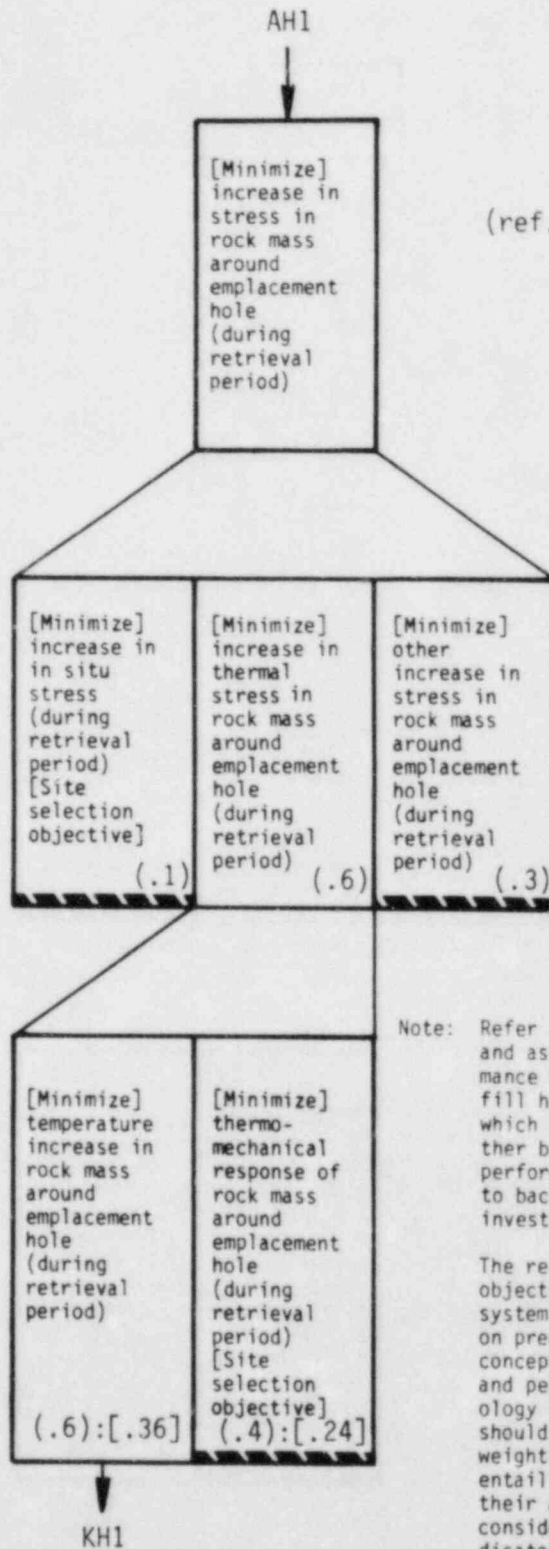 AH1
[Minimize]
increase in
stress in
rock mass
around
emplacement
hole
(during
retrieval
period)
(ref.
[Minimize]
increase in
in situ
stress
(during
retrieval
period)
[Site
selection
objective]
(.1)
[Minimize]
increase in
thermal
stress in
rock mass
around
emplacement
hole
(during
retrieval
period)
(.6)
[Minimize]
other
increase in
stress in
rock mass
around
emplacement
hole
(during
retrieval
period)
(.3)
[Minimize]
temperature
increase in
rock mass
around
emplacement
hole
(during
retrieval
period)
(.6):[.36]
[Minimize]
thermo-
mechanical
response of
rock mass
around
emplacement
hole
(during
retrieval
period)
[Site
selection
objective]
(.4):[.24]
KH1
Note: Refer
and as
mance
fill h
which
ther b
perfor
to bac
invest
The re
object
system
on pre
concep
and pe
ology
should
weight
entail
their
consid